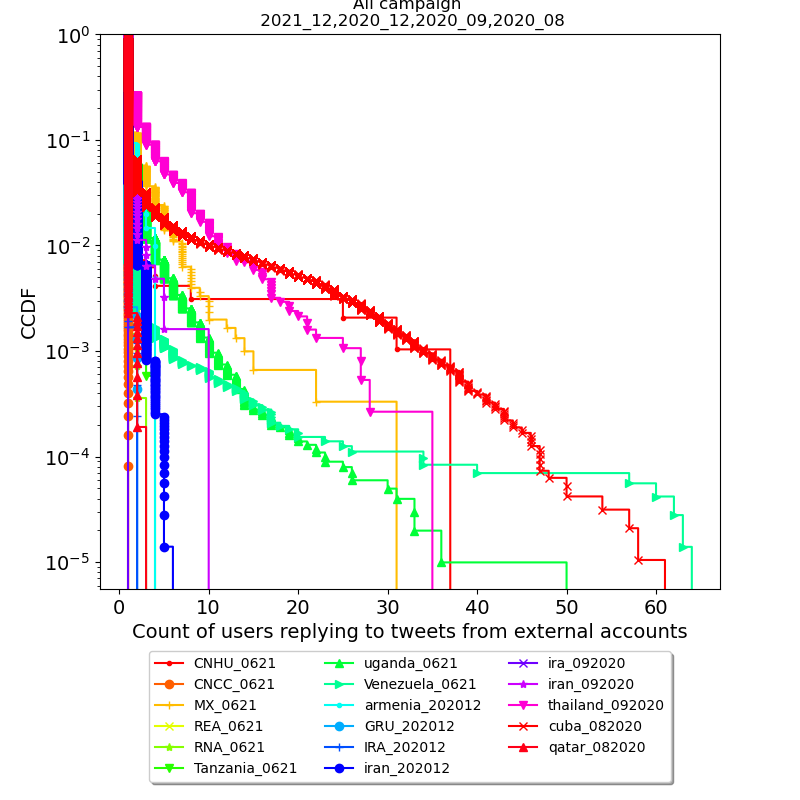 All campaign
2021_12,2020_12,2020_09,2020_08
10⁰
10⁻¹
10⁻²
10⁻³
10⁻⁴
10⁻⁵
CCDF
0 10 20 30 40 50 60
Count of users replying to tweets from external accounts
CNHU_0621
CNCC_0621
MX_0621
REA_0621
RNA_0621
Tanzania_0621
uganda_0621
Venezuela_0621
armenia_202012
GRU_202012
IRA_202012
iran_202012
ira_092020
iran_092020
thailand_092020
cuba_082020
qatar_082020